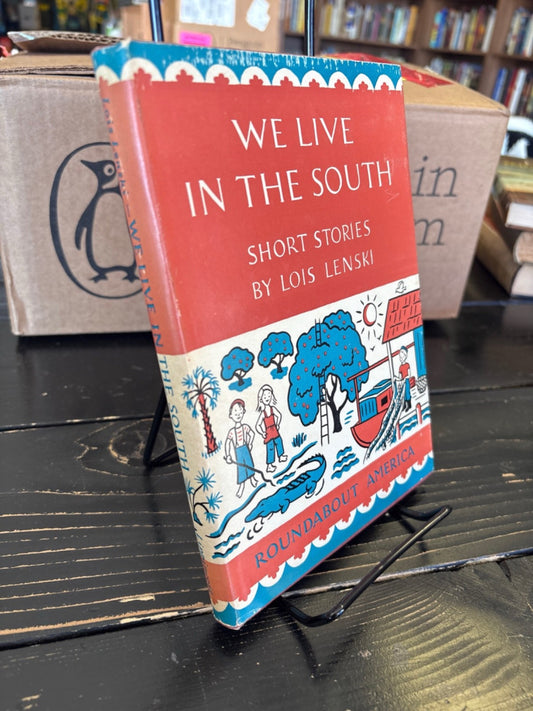 WE LIVE
IN THE SOUTH
SHORT STORIES
BY LOIS LENSKI
ROUNDABOUT AMERICA
WE LIVE IN THE SOUTH
in